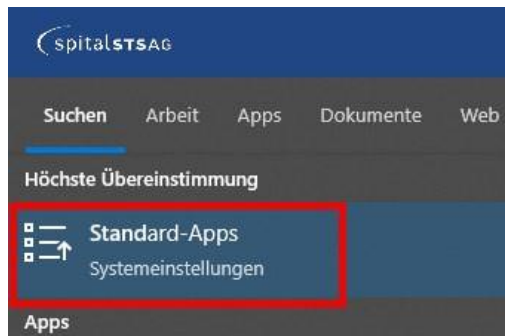 spitalSTSAG
Suchen Arbeit Apps Dokumente Web
Höchste Übereinstimmung
Standard-Apps
Systemeinstellungen
Apps